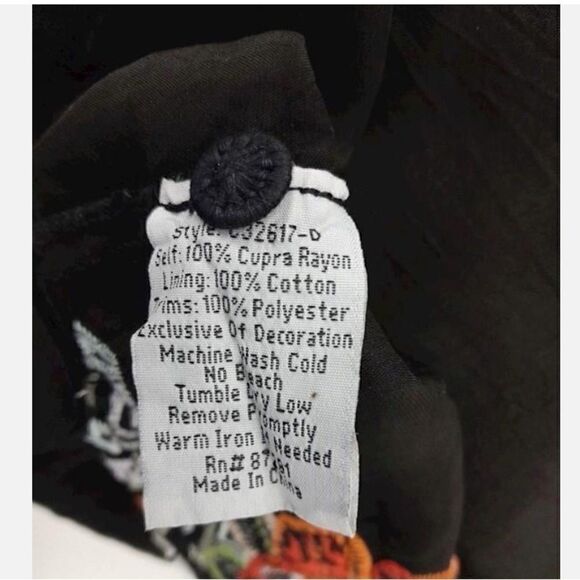 Style: C32617-D
Self: 100% Cupra Rayon
Lining: 100% Cotton
Trims: 100% Polyester
Exclusive Of Decoration
Machine Wash Cold
No Bleach
Tumble Dry Low
Remove Promptly
Warm Iron If Needed
Rn#
Made In China